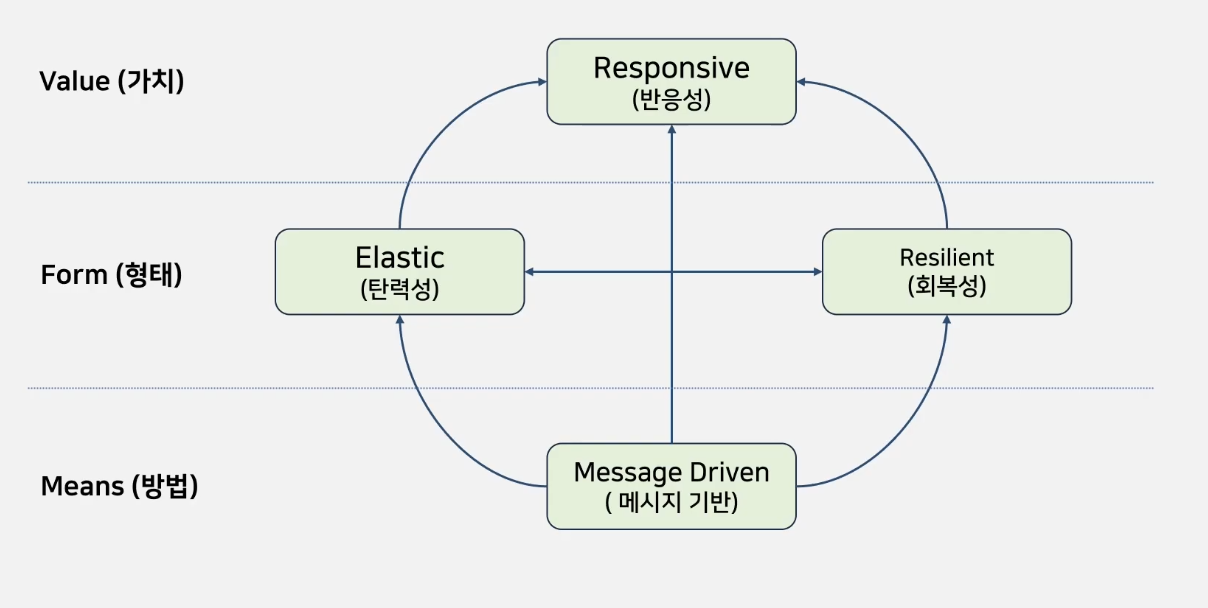 Value (가치)
Responsive
(반응성)
Form (형태)
Elastic
(탄력성)
Resilient
(회복성)
Means (방법)
Message Driven
( 메시지 기반)